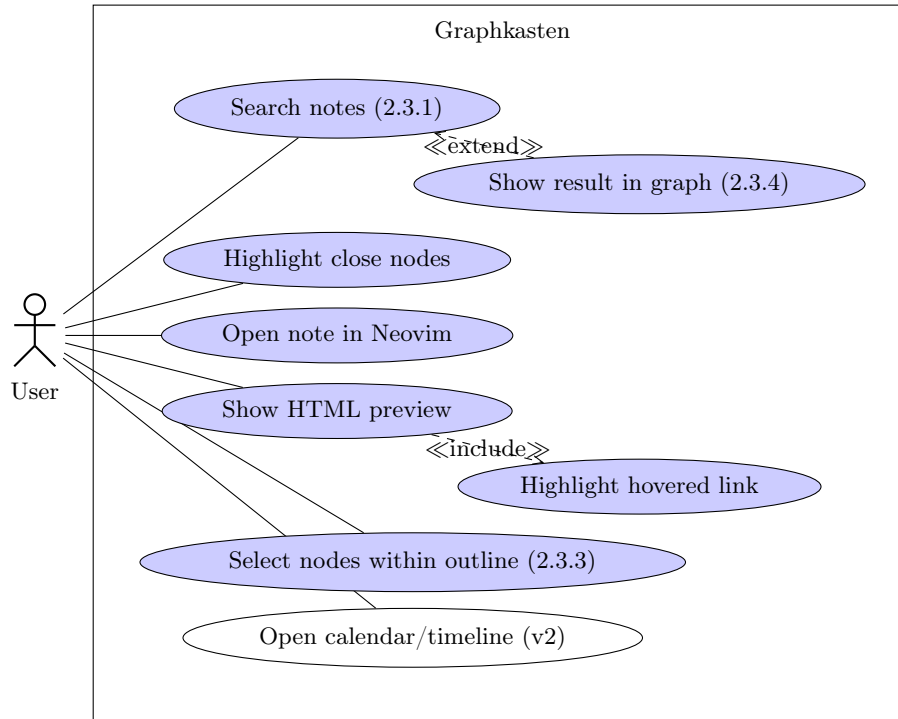 Graphkasten
Search notes (2.3.1)
≪extend≫
Show result in graph (2.3.4)
Highlight close nodes
Open note in Neovim
User
Show HTML preview
≪include≫
Highlight hovered link
Select nodes within outline (2.3.3)
Open calendar/timeline (v2)